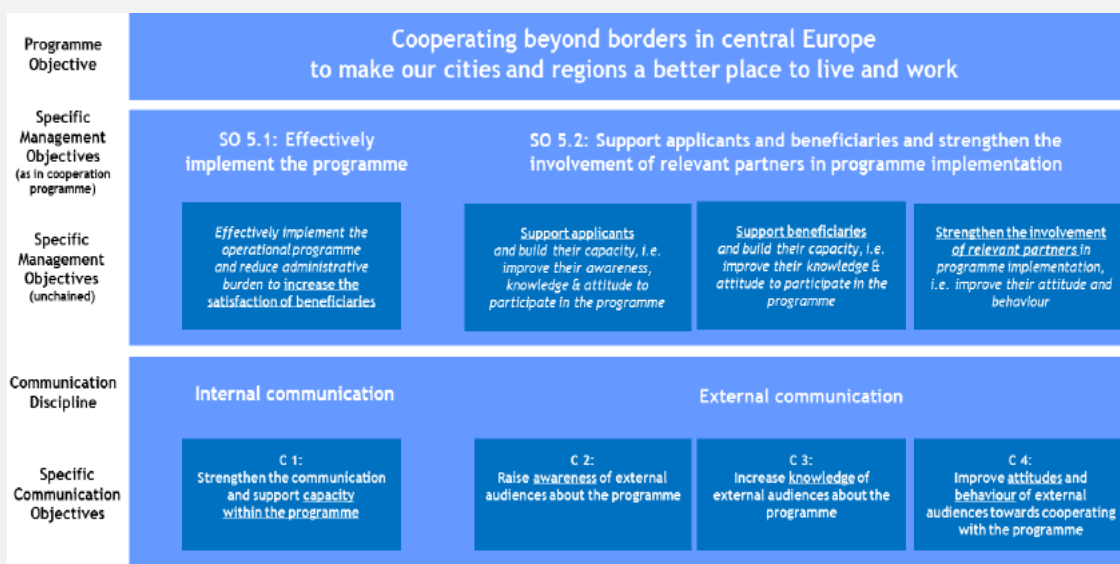 Programme
Objective
Cooperating beyond borders in central Europe
to make our cities and regions a better place to live and work
Specific
Management
Objectives
(as in cooperation
programme)
SO 5.1: Effectively
implement the programme
SO 5.2: Support applicants and beneficiaries and strengthen the
involvement of relevant partners in programme implementation
Specific
Management
Objectives
(unchained)
Effectively implement the
operational programme
and reduce administrative
burden to increase the
satisfaction of beneficiaries
Support applicants
and build their capacity, i.e.
improve their awareness,
knowledge & attitude to
participate in the programme
Support beneficiaries
and build their capacity, i.e.
improve their knowledge &
attitude to participate in the
programme
Strengthen the involvement
of relevant partners in
programme implementation,
i.e. improve their attitude and
behaviour
Communication
Discipline
Internal communication
External communication
Specific
Communication
Objectives
C 1:
Strengthen the communication
and support capacity
within the programme
C 2:
Raise awareness of external
audiences about the programme
C 3:
Increase knowledge of
external audiences about the
programme
C 4:
Improve attitudes and
behaviour of external
audiences towards cooperating
with the programme